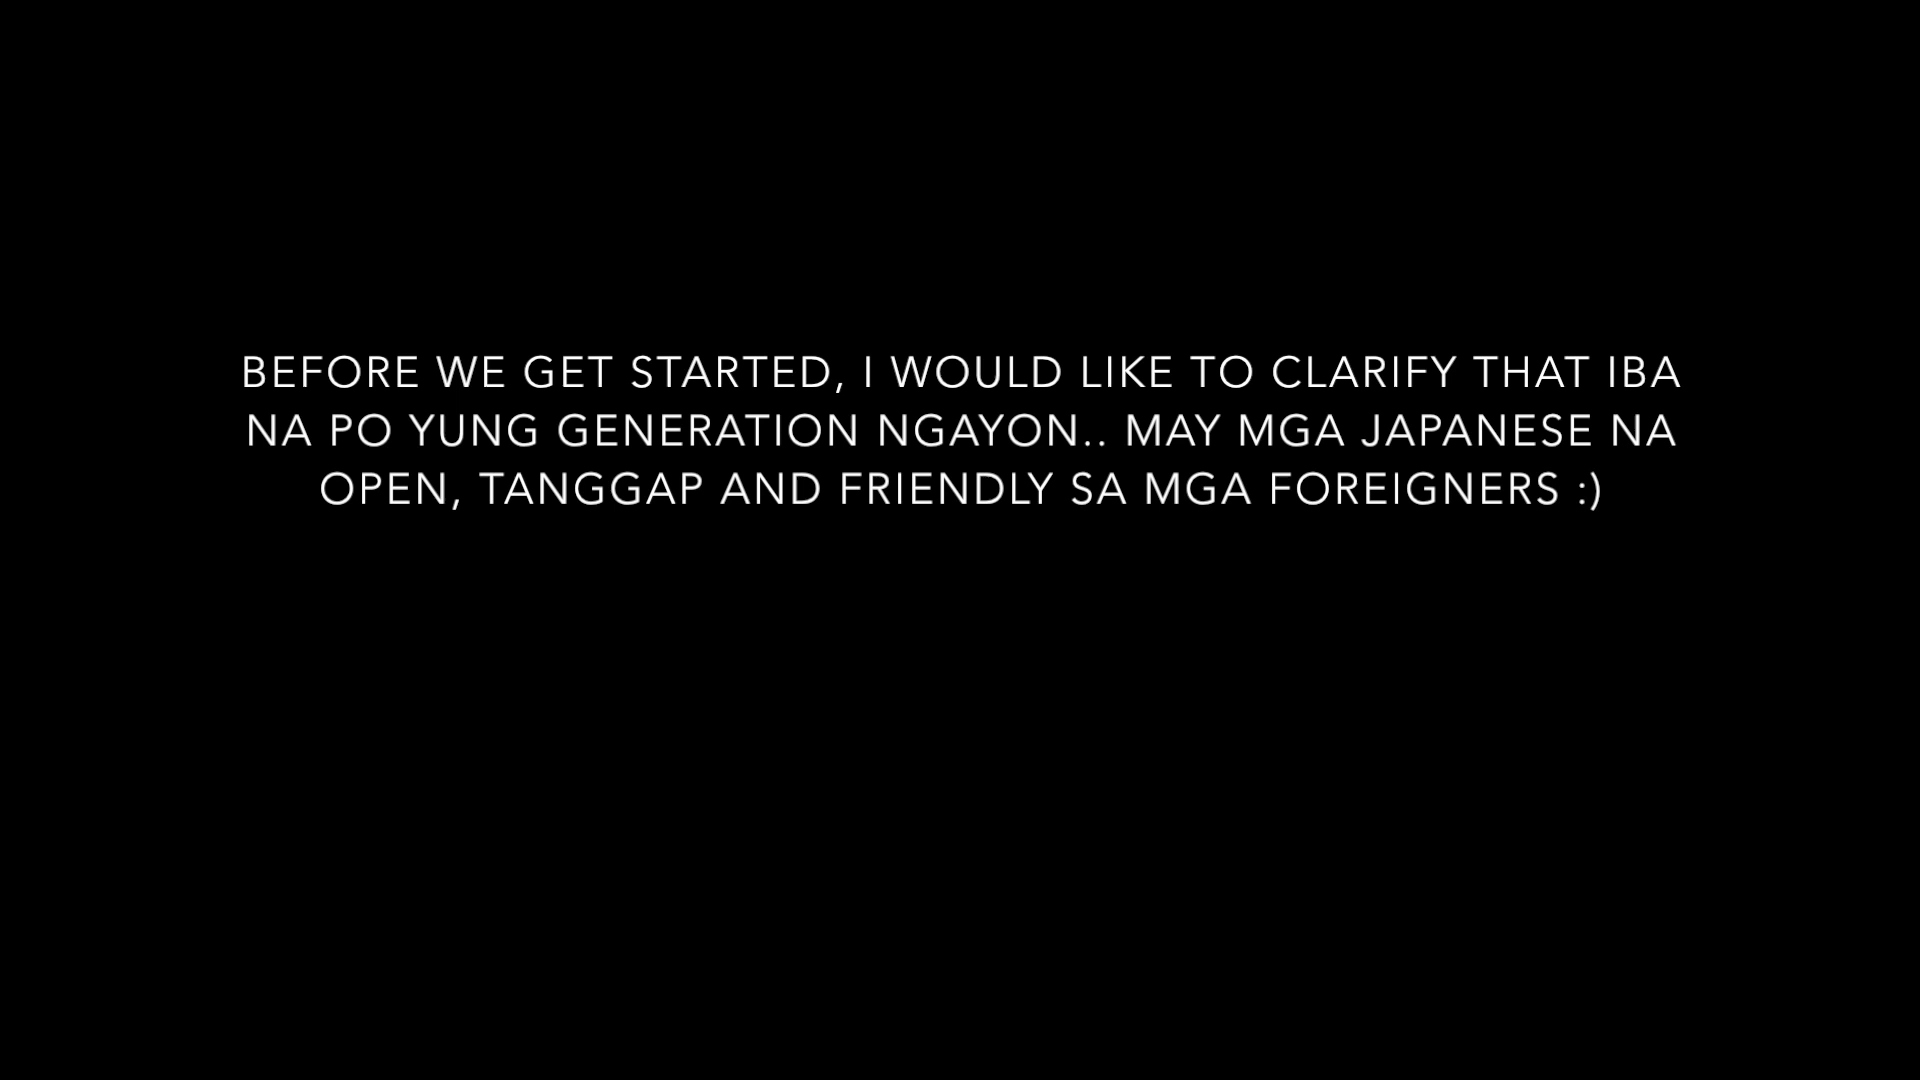 BEFORE WE GET STARTED, I WOULD LIKE TO CLARIFY THAT IBA
NA PO YUNG GENERATION NGAYON.. MAY MGA JAPANESE NA
OPEN, TANGGAP AND FRIENDLY SA MGA FOREIGNERS :)